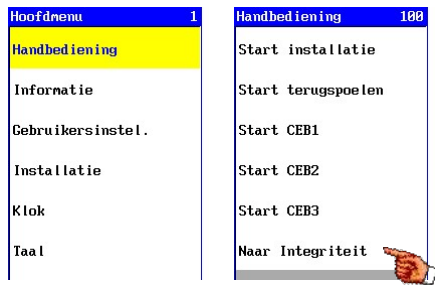 Hoofdmenu 1
Handbediening
Informatie
Gebruikersinstel.
Installatie
Klok
Taal
Handbediening 100
Start installatie
Start terugspoelen
Start CEB1
Start CEB2
Start CEB3
Naar Integriteit